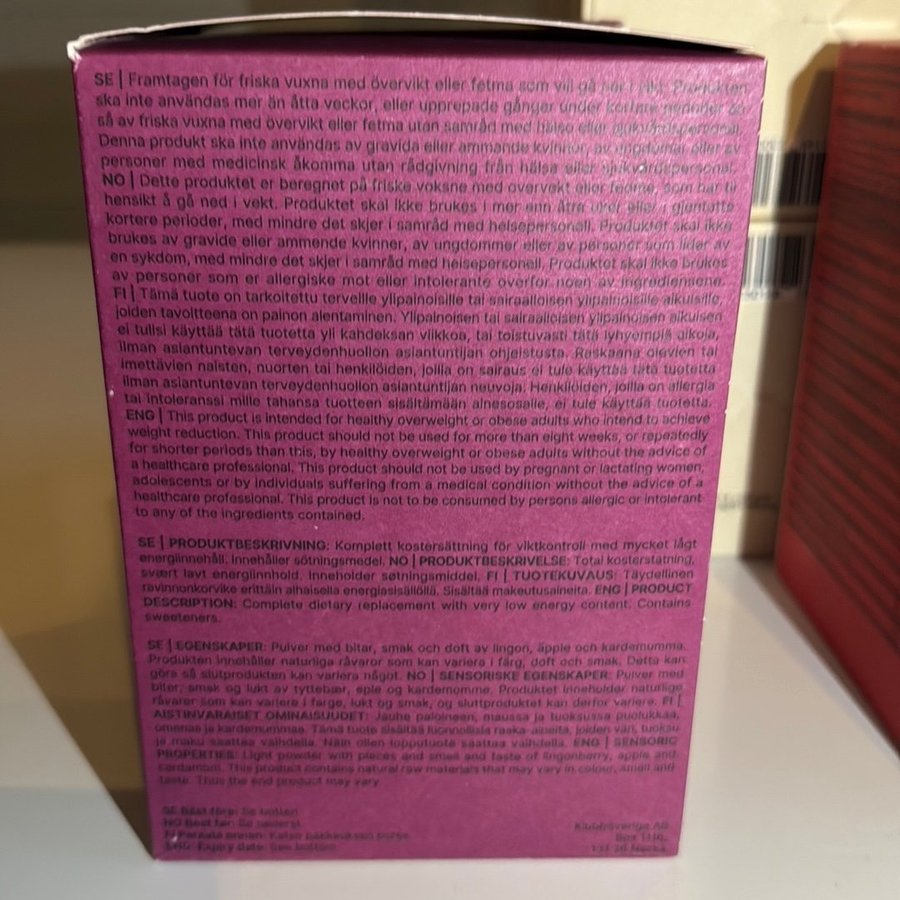 SE | Framtagen för friska vuxna med övervikt eller fetma som vill gå ner i vikt. Produkten
ska inte användas mer än åtta veckor, eller upprepade gånger under kortare perioder än
så av friska vuxna med övervikt eller fetma utan samråd med hälso eller sjukvårdspersonal.
Denna produkt ska inte användas av gravida eller ammande kvinnor, av ungdomar eller av
personer med medicinsk åkomma utan rådgivning från hälsa eller sjukvårdspersonal.
NO | Dette produktet er beregnet på friske voksne med overvekt eller fedme, som har til
hensikt å gå ned i vekt. Produktet skal ikke brukes i mer enn åtte uker eller i gjentatte
kortere perioder, med mindre det skjer i samråd med helsepersonell. Produktet skal ikke
brukes av gravide eller ammende kvinner, av ungdommer eller av personer som lider av
en sykdom, med mindre det skjer i samråd med helsepersonell. Produktet skal ikke brukes
av personer som er allergiske mot eller intolerante overfor noen av ingrediensene.
FI | Tämä tuote on tarkoitettu terveille ylipainoisille tai sairaalloisen ylipainoisille aikuisille,
joiden tavoitteena on painon alentaminen. Ylipainoisen tai sairaalloisen ylipainoisen aikuisen
ei tulisi käyttää tätä tuotetta yli kahdeksan viikkoa, tai toistuvasti tätä lyhyempiä aikoja,
ilman asiantuntevan terveydenhuollon asiantuntijan ohjeistusta. Raskaana olevien tai
imettävien naisten, nuorten tai henkilöiden, joilla on sairaus ei tule käyttää tätä tuotetta
ilman asiantuntevan terveydenhuollon asiantuntijan neuvoja. Henkilöiden, joilla on allergia
tai intoleranssi mille tahansa tuotteen sisältämään ainesosalle, ei tule käyttää tuotetta.
ENG | This product is intended for healthy overweight or obese adults who intend to achieve
weight reduction. This product should not be used for more than eight weeks, or repeatedly
for shorter periods than this, by healthy overweight or obese adults without the advice of
a healthcare professional. This product should not be used by pregnant or lactating women,
adolescents or by individuals suffering from a medical condition without the advice of a
healthcare professional. This product is not to be consumed by persons allergic or intolerant
to any of the ingredients contained.
SE | PRODUKTBESKRIVNING: Komplett kostersättning för viktkontroll med mycket lågt
energiinnehåll. Innehåller sötningsmedel. NO | PRODUKTBESKRIVELSE: Total kosterstatning,
svært lavt energiinnhold. Inneholder søtningsmiddel. FI | TUOTEKUVAUS: Täydellinen
ravinnonkorvike erittäin alhaisella energiasisällöllä. Sisältää makeutusaineita. ENG | PRODUCT
DESCRIPTION: Complete dietary replacement with very low energy content. Contains
sweeteners.
SE | EGENSKAPER: Pulver med bitar, smak och doft av lingon, äpple och kardemumma.
Produkten innehåller naturliga råvaror som kan variera i färg, doft och smak. Detta kan
göra så slutprodukten kan variera något. NO | SENSORISKE EGENSKAPER: Pulver med
biter, smak og lukt av tyttebær, eple og kardemomme. Produktet inneholder naturlige
råvarer som kan variere i farge, lukt og smak, og sluttproduktet kan derfor variere. FI |
AISTINVARAISET OMINAISUUDET: Jauhe paloineen, maussa ja tuoksussa puolukkaa,
omenaa ja kardemummaa. Tämä tuote sisältää luonnollisia raaka-aineita, joiden väri, tuoksu
ja maku saattaa vaihdella. Näin ollen lopputuote saattaa vaihdella. ENG | SENSORIC
PROPERTIES: Light powder with pieces and smell and taste of lingonberry, apple and
cardamom. This product contains natural raw materials that may vary in colour, smell and
taste. Thus the end product may vary.
SE Bäst före: Se botten
NO Best før: Se nederst
FI Parasta ennen: Katso pakkauksen pohja
ENG Expiry date: See bottom
AB
Box
Nacka